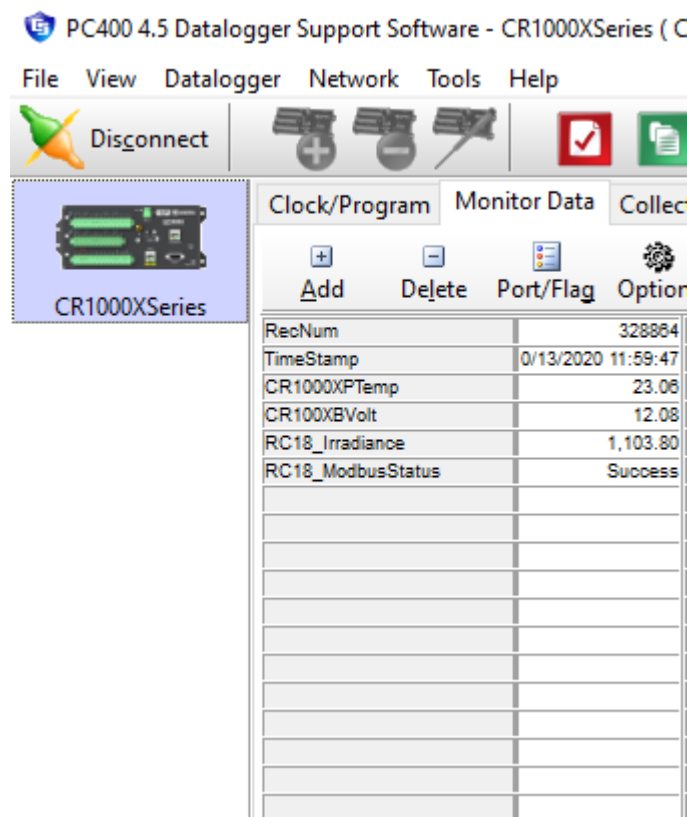 PC400 4.5 Datalogger Support Software - CR1000XSeries ( C
File View Datalogger Network Tools Help
Disconnect
CR1000XSeries
Clock/Program Monitor Data Collec
Add Delete Port/Flag Option
RecNum 328864
TimeStamp 0/13/2020 11:59:47
CR1000XPTemp 23.06
CR100XBVolt 12.08
RC18_Irradiance 1,103.80
RC18_ModbusStatus Success